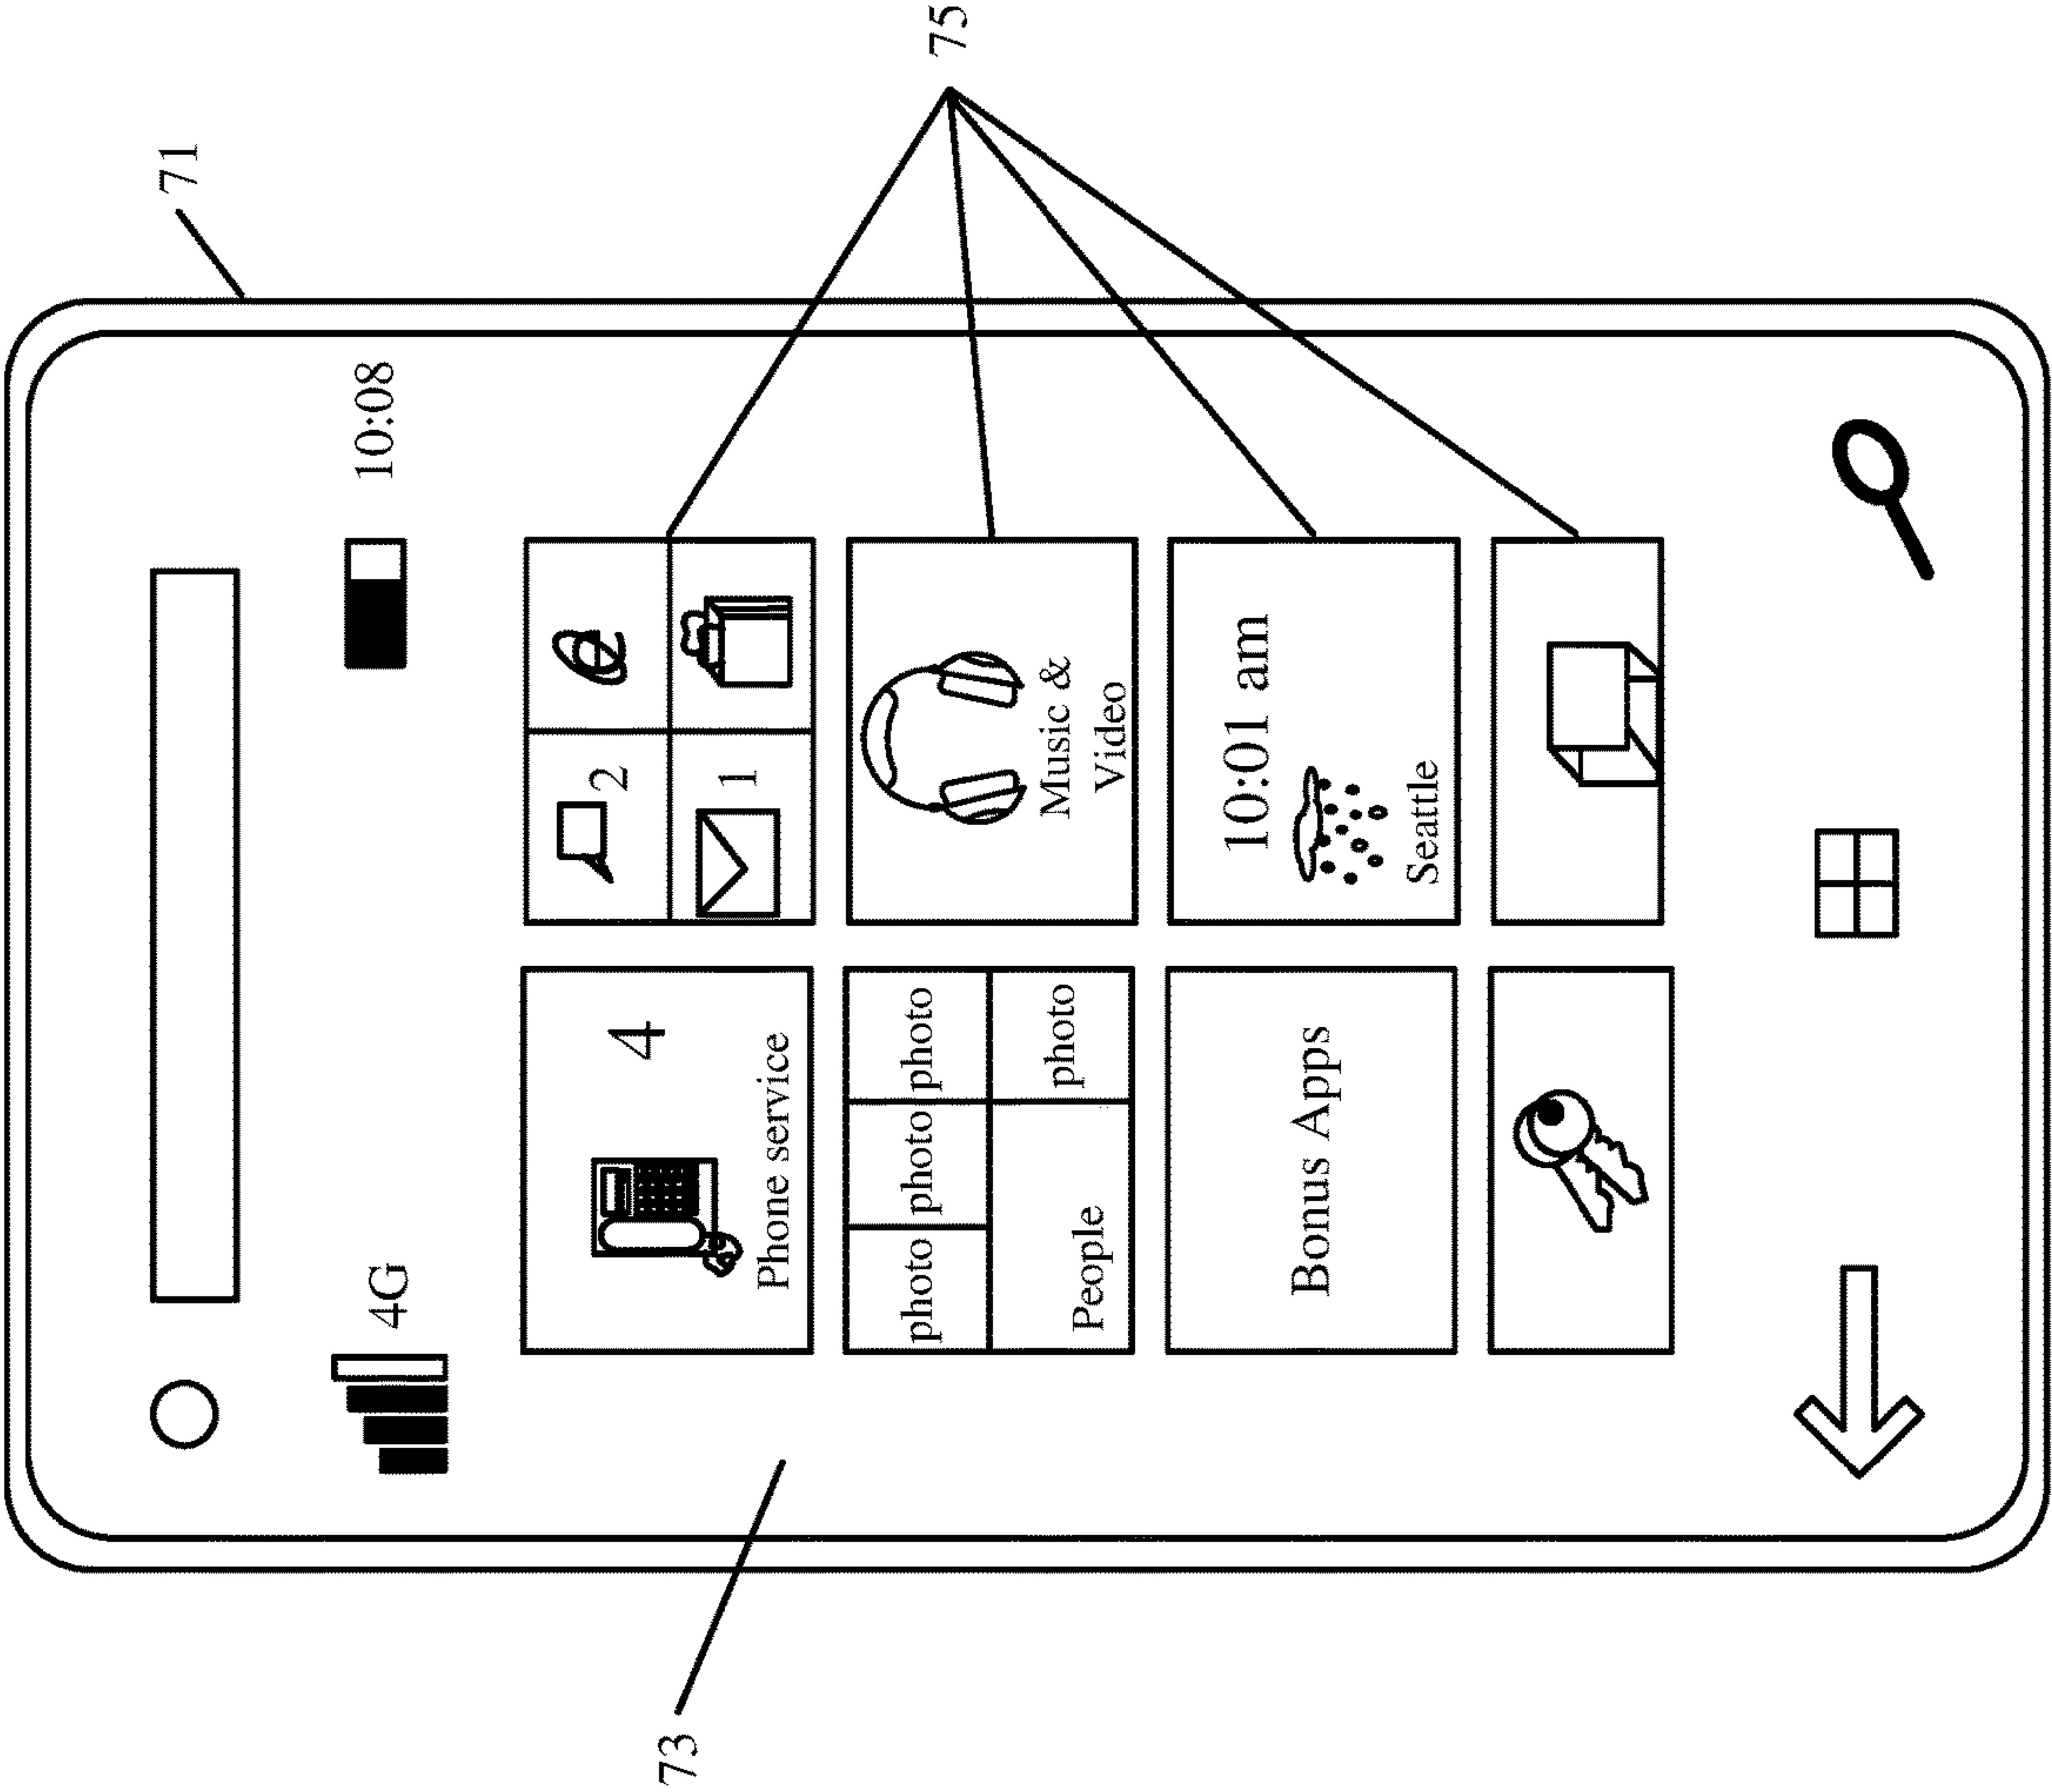 71
75
73
4G
10:08
4
Phone service
2
1
photo
photo
photo
People
photo
Music &
Video
Bonus Apps
10:01 am
Seattle